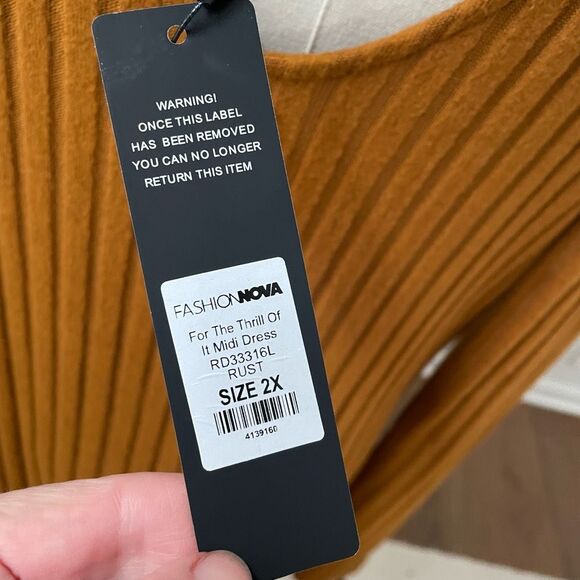 WARNING!
ONCE THIS LABEL
HAS BEEN REMOVED
YOU CAN NO LONGER
RETURN THIS ITEM
FASHIONNOVA
For The Thrill Of
It Midi Dress
RD33316L
RUST
SIZE 2X
4139160